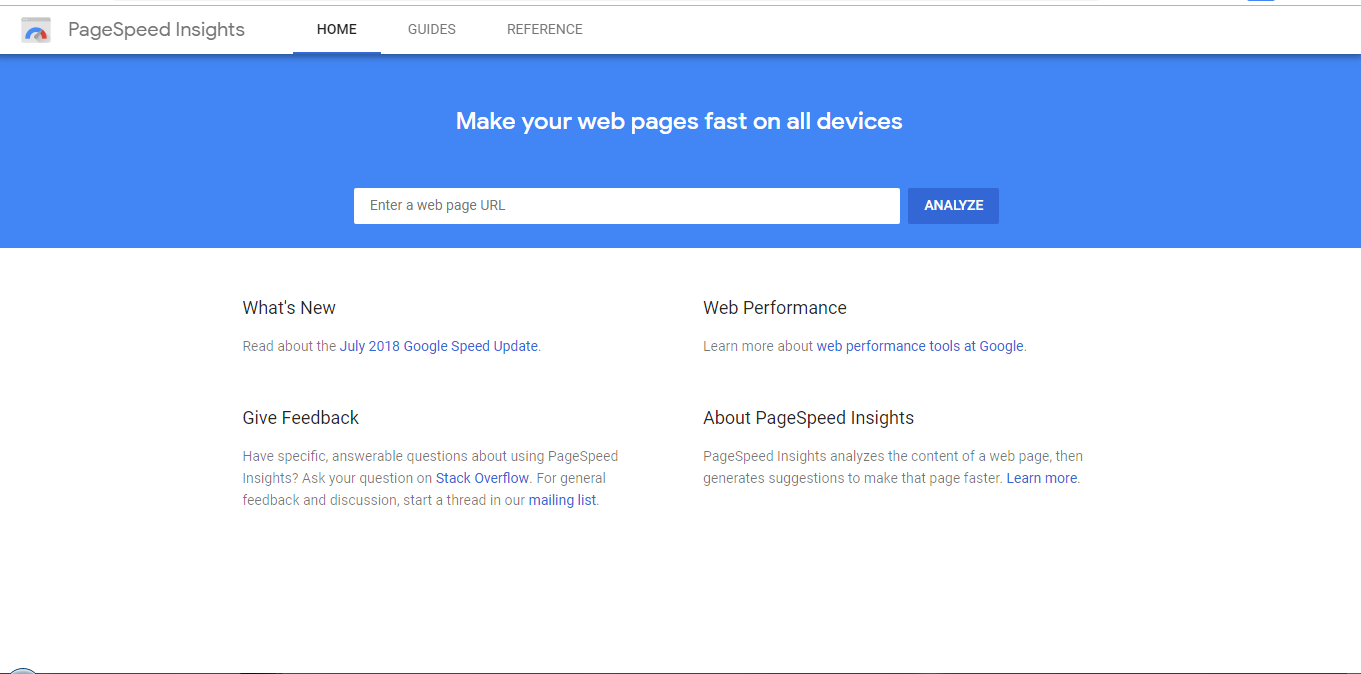 PageSpeed Insights
HOME
GUIDES
REFERENCE
Make your web pages fast on all devices
Enter a web page URL
ANALYZE
What's New
Read about the July 2018 Google Speed Update.
Web Performance
Learn more about web performance tools at Google.
Give Feedback
Have specific, answerable questions about using PageSpeed
Insights? Ask your question on Stack Overflow. For general
feedback and discussion, start a thread in our mailing list.
About PageSpeed Insights
PageSpeed Insights analyzes the content of a web page, then
generates suggestions to make that page faster. Learn more.